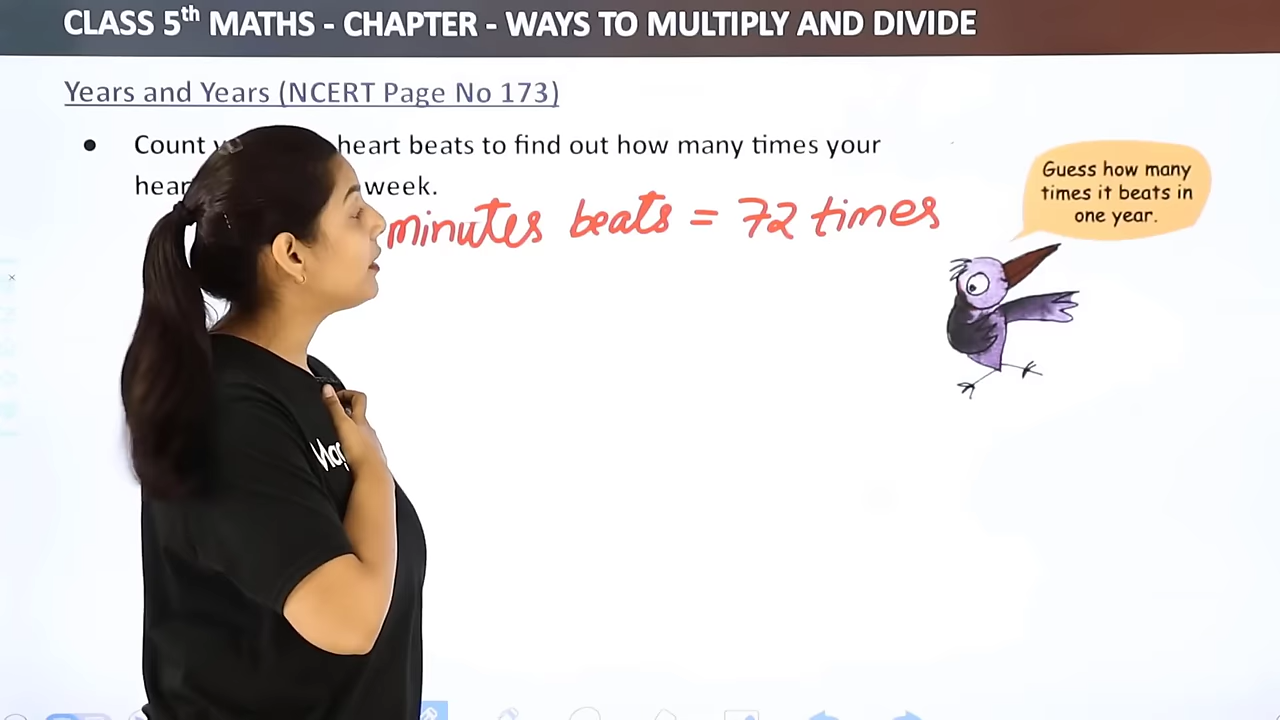 CLASS 5th MATHS - CHAPTER - WAYS TO MULTIPLY AND DIVIDE
Years and Years (NCERT Page No 173)
Count heart beats to find out how many times your
week.
minutes beats = 72 times
Guess how many
times it beats in
one year.